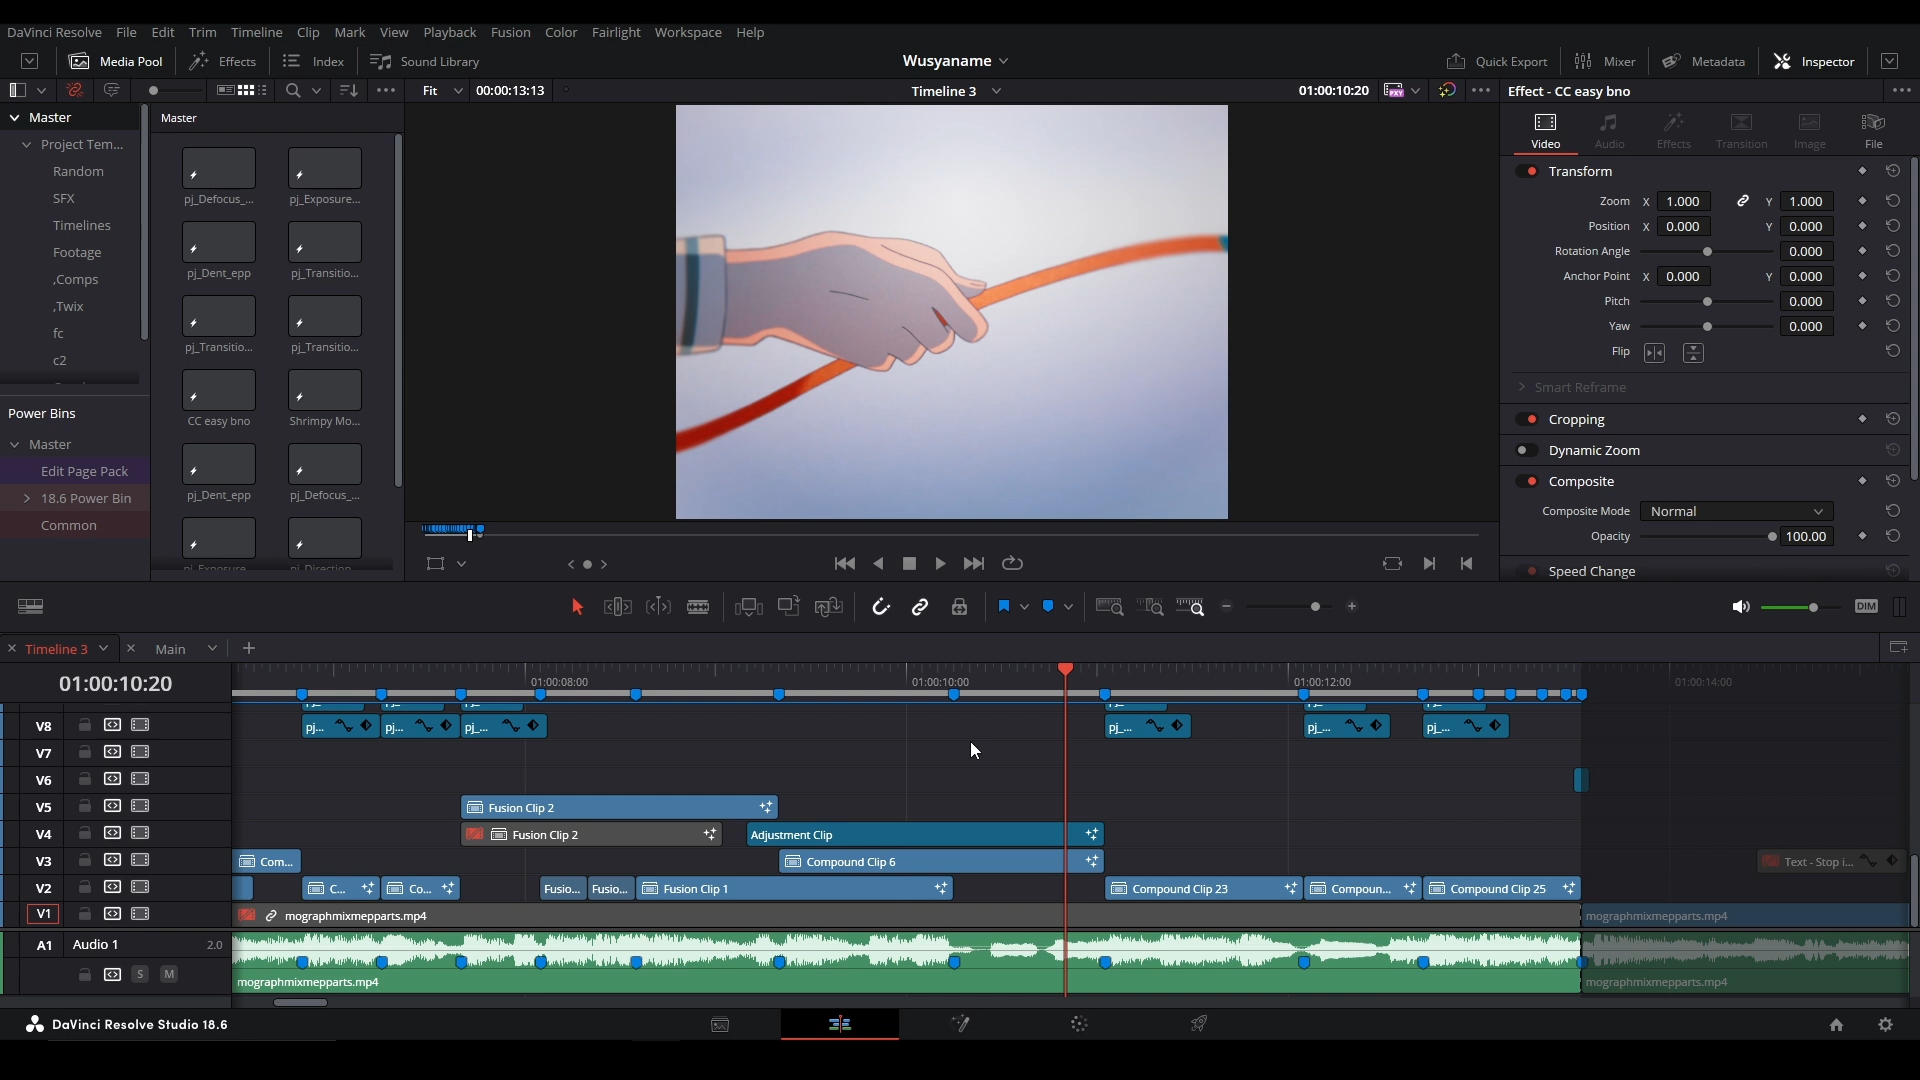 DaVinci Resolve File Edit Trim Timeline Clip Mark View Playback Fusion Color Fairlight Workspace Help
Media Pool Effects Index Sound Library Wusyaname Quick Export Mixer Metadata Inspector
Fit 00:00:13:13 Timeline 3 01:00:10:20 PXY Effect - CC easy bno
Master
Project Tem...
Random
SFX
Timelines
Footage
,Comps
,Twix
fc
c2
Power Bins
Master
Edit Page Pack
18.6 Power Bin
Common
Master
pj_Defocus_... pj_Exposure...
pj_Dent_epp pj_Transitio...
pj_Transitio... pj_Transitio...
CC easy bno Shrimpy Mo...
pj_Dent_epp pj_Defocus_...
pj_Exposure... pj_Direction...
Video Audio Effects Transition Image File
Transform
Zoom X 1.000 Y 1.000
Position X 0.000 Y 0.000
Rotation Angle 0.000
Anchor Point X 0.000 Y 0.000
Pitch 0.000
Yaw 0.000
Flip
Smart Reframe
Cropping
Dynamic Zoom
Composite
Composite Mode Normal
Opacity 100.00
Speed Change
DIM
Timeline 3 Main
01:00:10:20 01:00:08:00 01:00:10:00 01:00:12:00 01:00:14:00
V8 pj... pj... pj_... pj_... pj_... pj_...
V7
V6
V5 Fusion Clip 2
V4 Fusion Clip 2 Adjustment Clip
V3 Com... Compound Clip 6 Text - Stop i...
V2 C... Co... Fusio... Fusio... Fusion Clip 1 Compound Clip 23 Compoun... Compound Clip 25
V1 mographmixmepparts.mp4 mographmixmepparts.mp4
A1 Audio 1 2.0
S M
mographmixmepparts.mp4 mographmixmepparts.mp4
DaVinci Resolve Studio 18.6